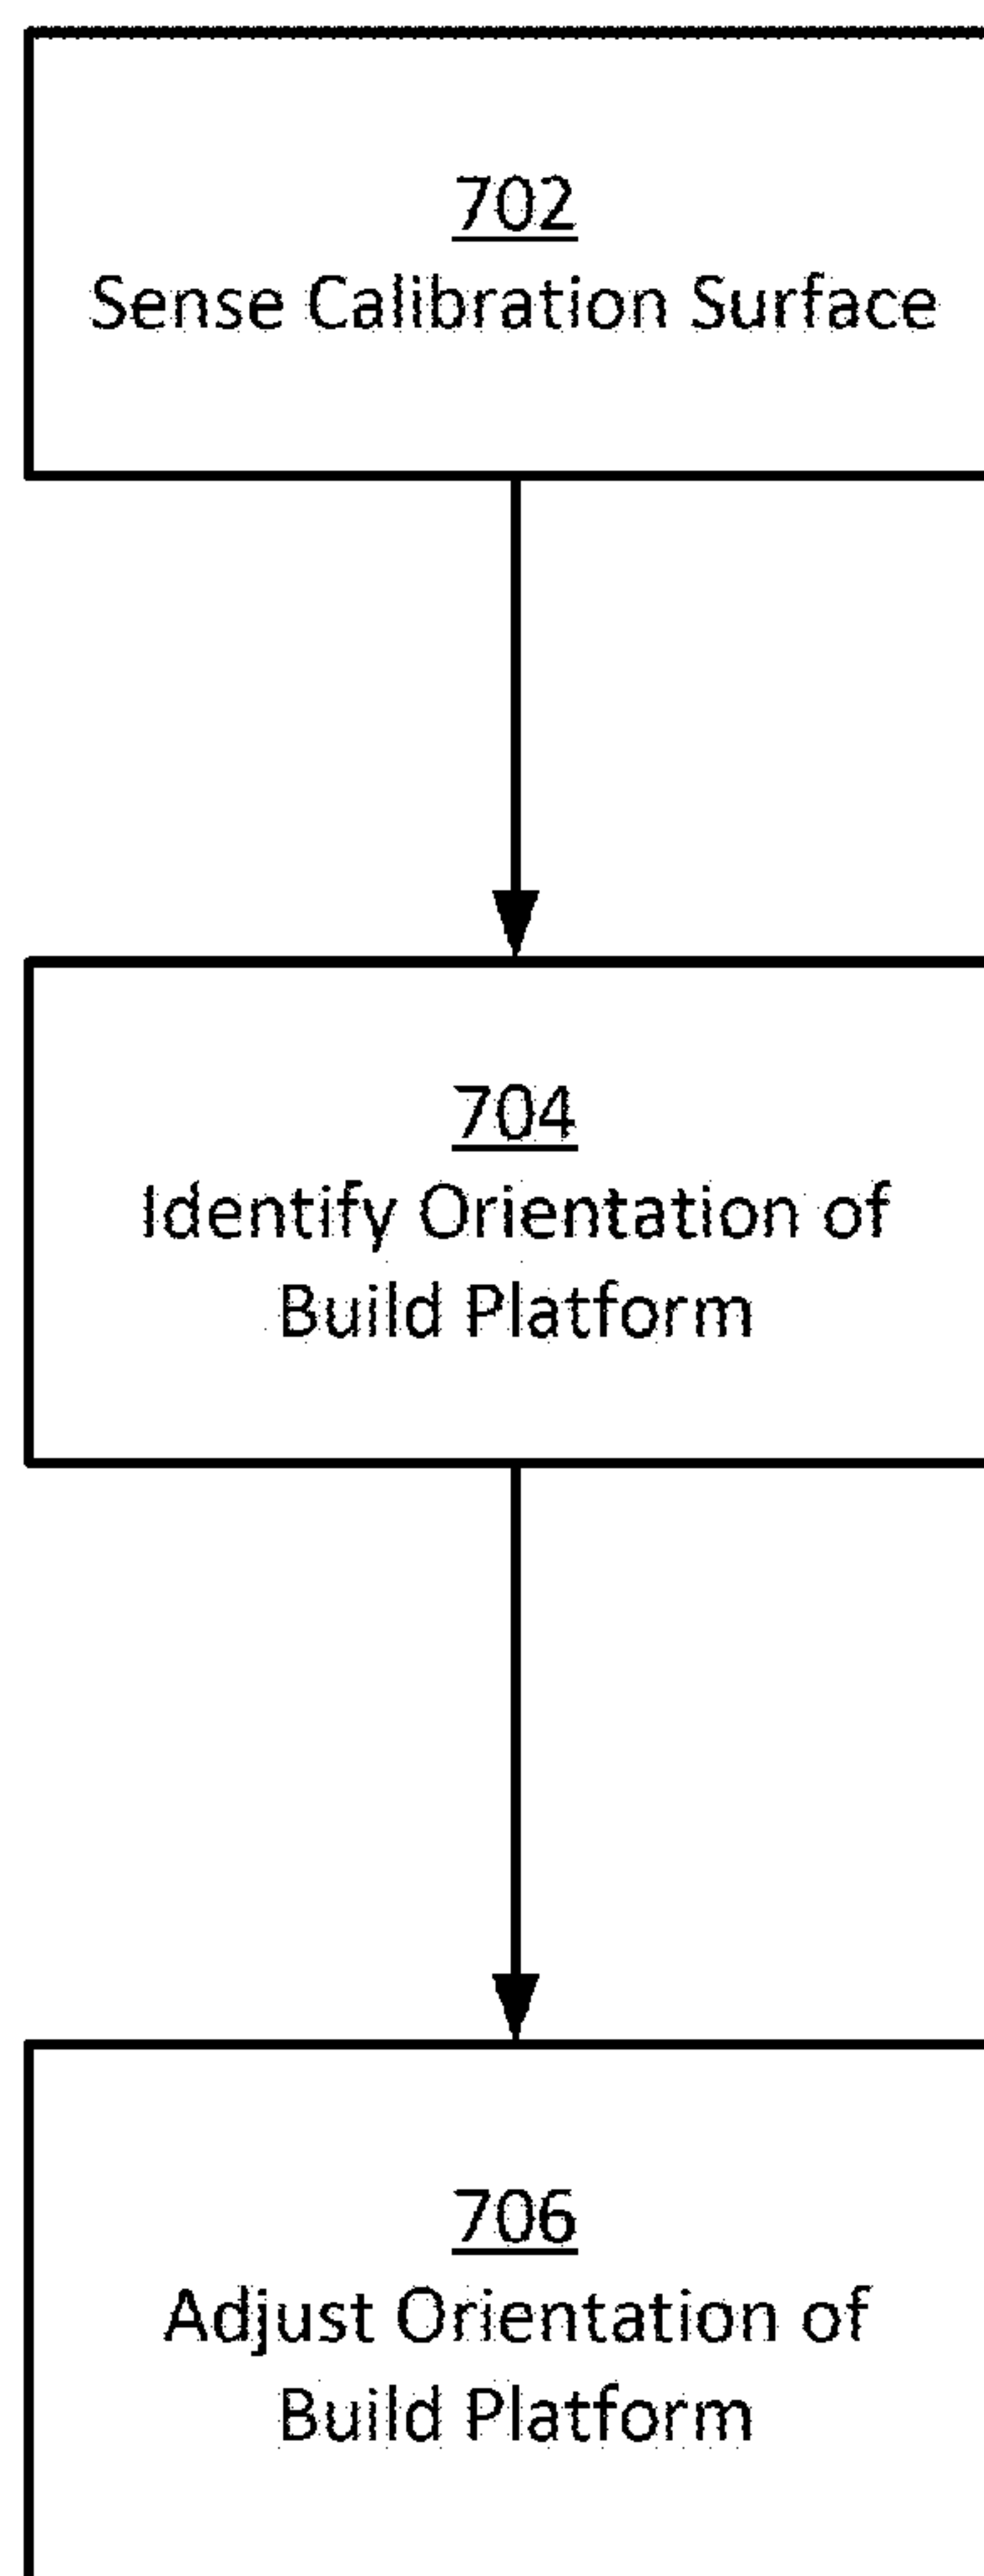 702
Sense Calibration Surface
704
Identify Orientation of
Build Platform
706
Adjust Orientation of
Build Platform